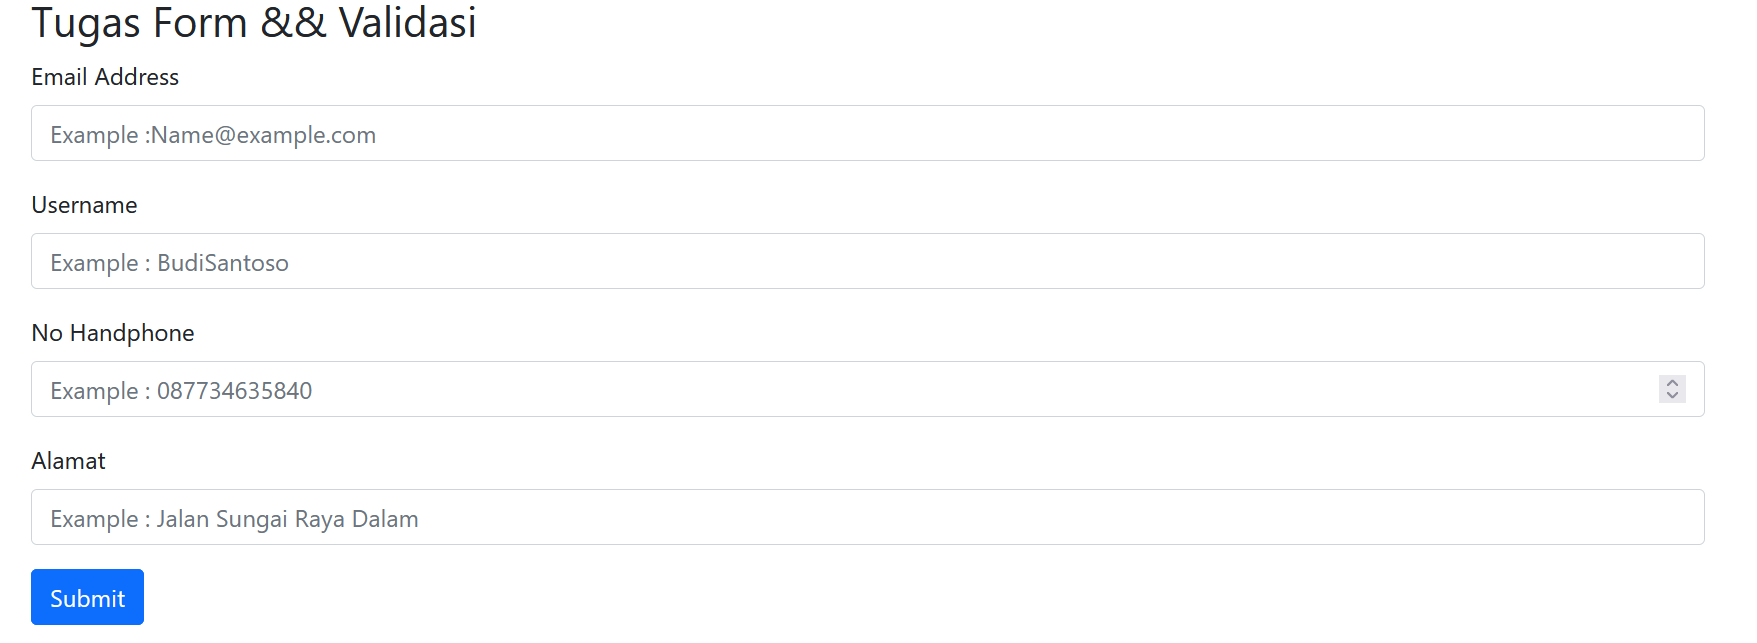 Tugas Form && Validasi
Email Address
Example :Name@example.com
Username
Example : BudiSantoso
No Handphone
Example : 087734635840
Alamat
Example : Jalan Sungai Raya Dalam
Submit